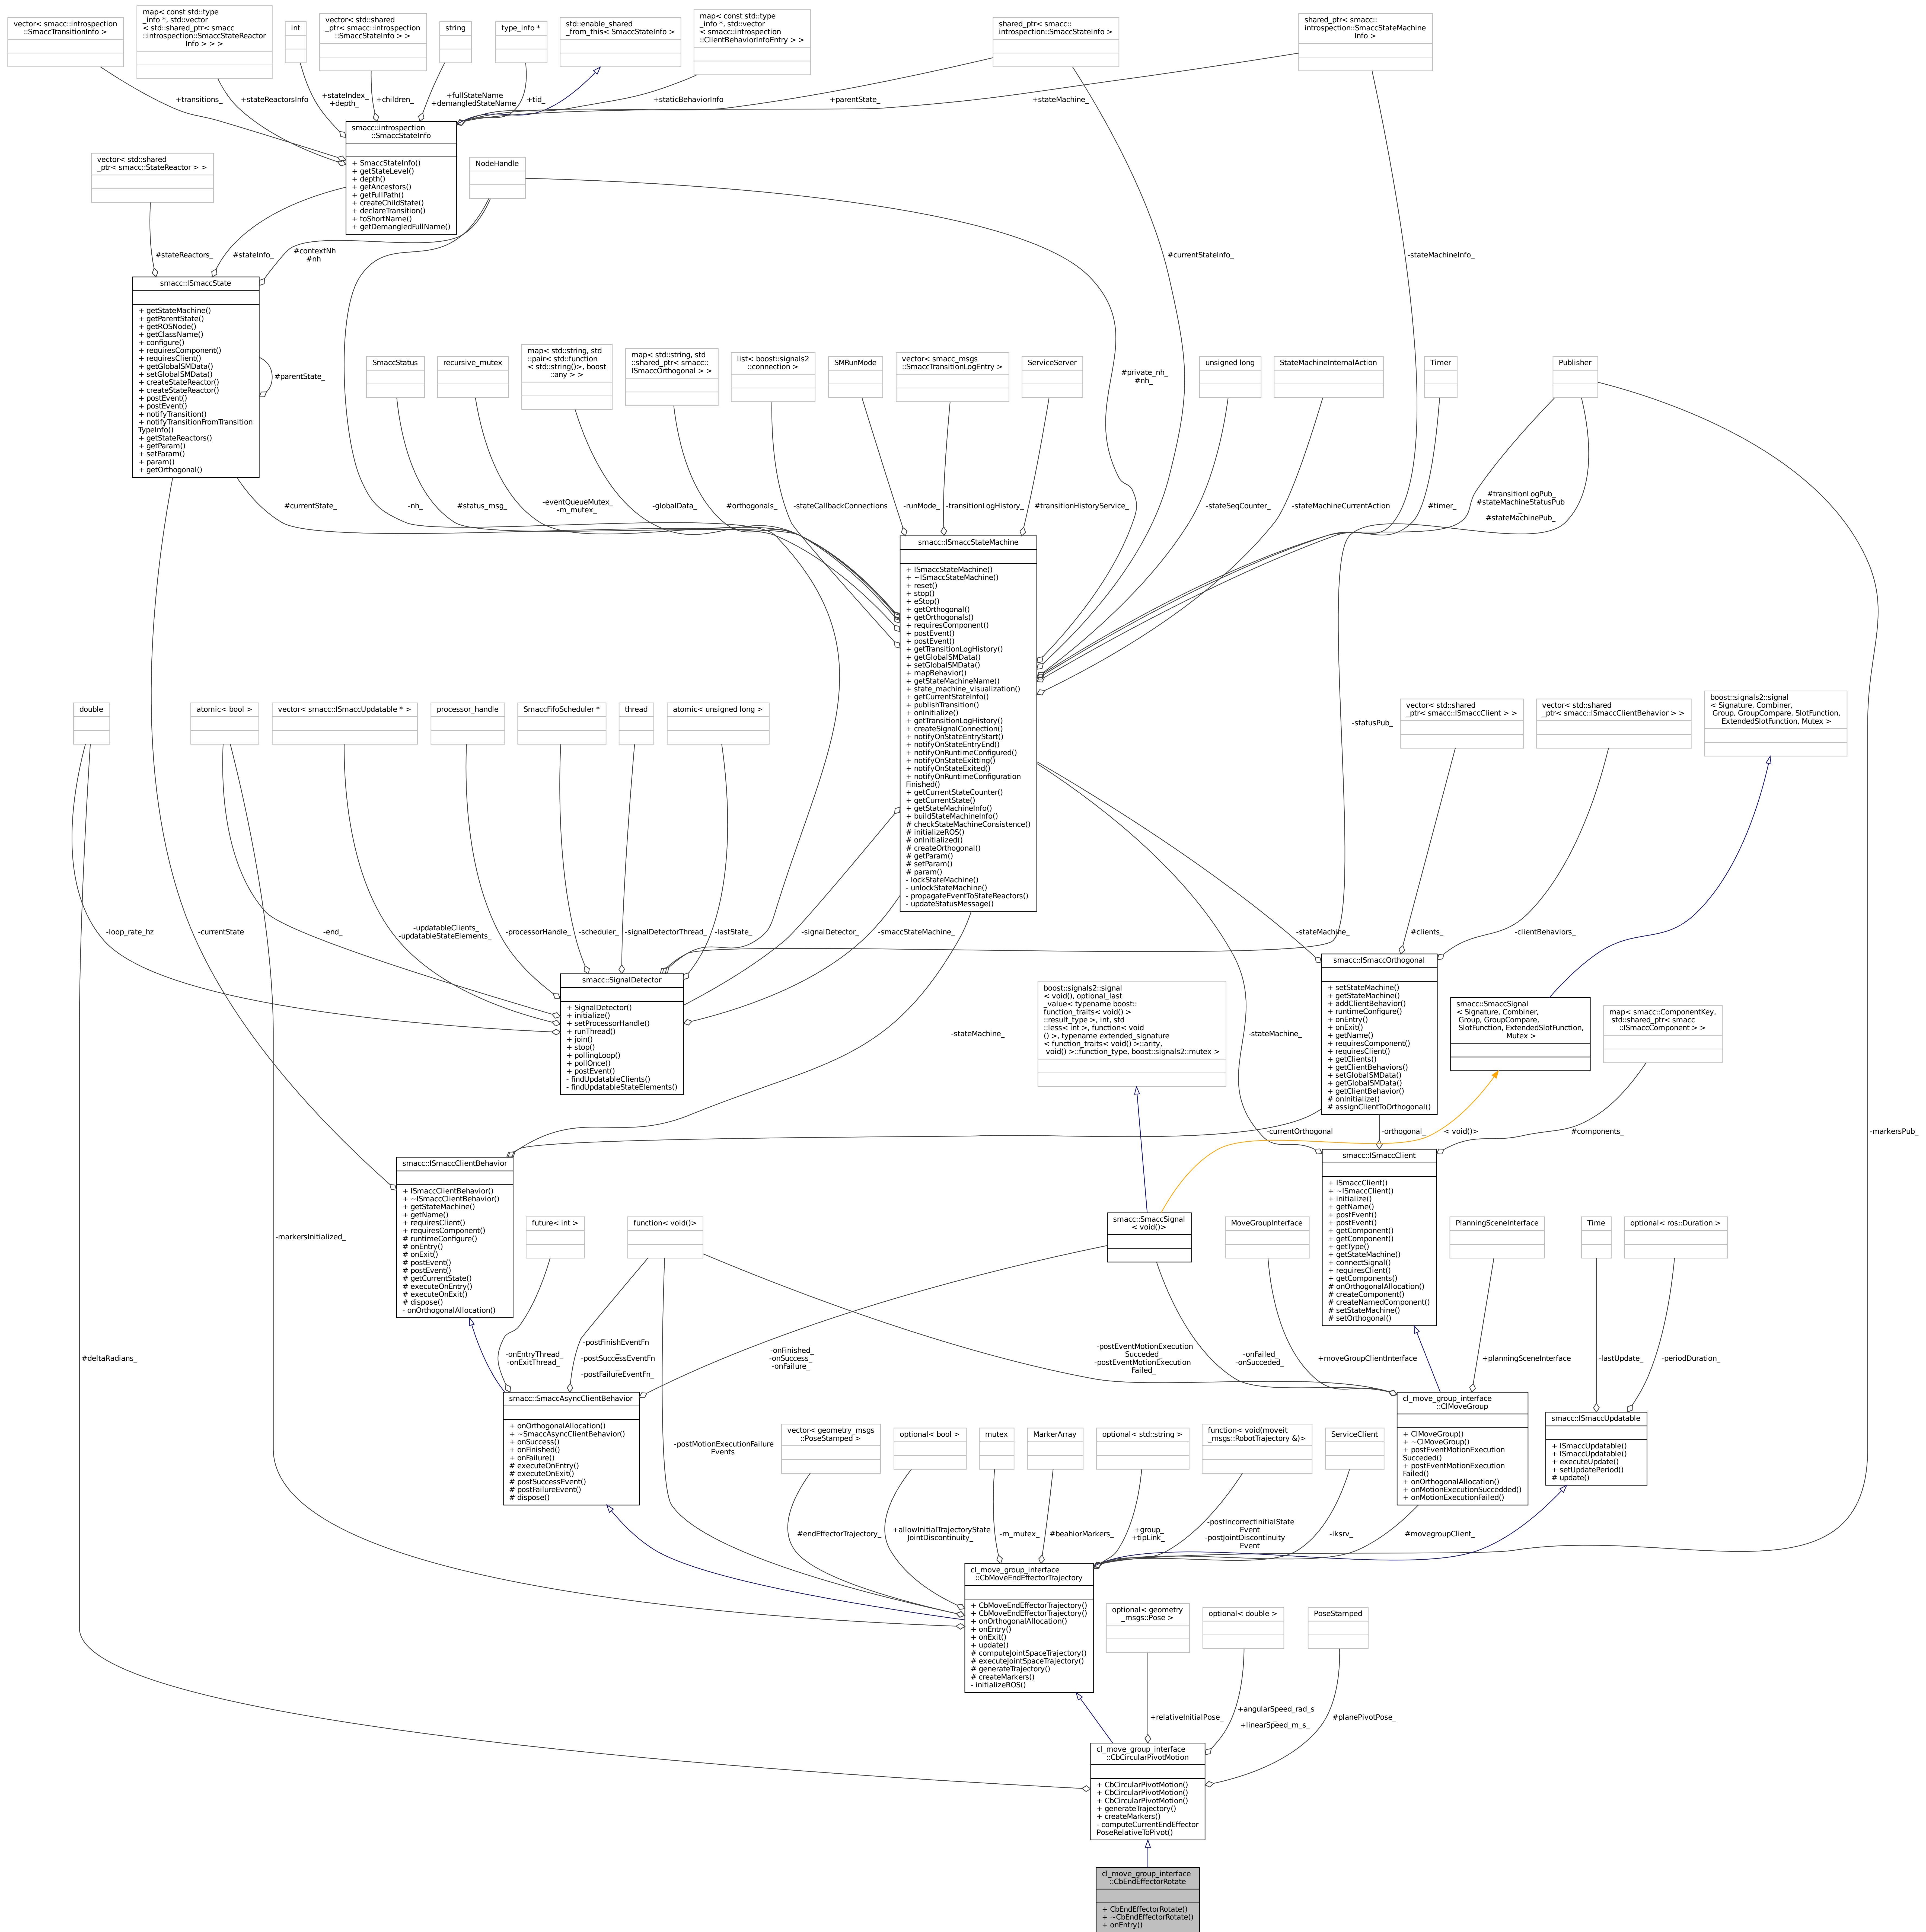 vector< smacc::introspection
::SmaccTransitionInfo >
map< const std::type
_info *, std::vector
< std::shared_ptr< smacc
::introspection::SmaccStateReactor
Info > > >
int
vector< std::shared
_ptr< smacc::introspection
::SmaccStateInfo > >
string
type_info *
std::enable_shared
_from_this< SmaccStateInfo >
map< const std::type
_info *, std::vector
< smacc::introspection
::ClientBehaviorInfoEntry > >
shared_ptr< smacc::
introspection::SmaccStateInfo >
shared_ptr< smacc::
introspection::SmaccStateMachine
Info >
+transitions_
+stateReactorsInfo
+stateIndex_
+depth_
+children_
+fullStateName
+demangledStateName
+tid_
+staticBehaviorInfo
+parentState_
+stateMachine_
smacc::introspection
::SmaccStateInfo
+ SmaccStateInfo()
+ getStateLevel()
+ depth()
+ getAncestors()
+ getFullPath()
+ createChildState()
+ declareTransition()
+ toShortName()
+ getDemangledFullName()
vector< std::shared
_ptr< smacc::StateReactor > >
NodeHandle
#stateReactors_
#stateInfo_
#contextNh
#nh
#currentStateInfo_
-stateMachineInfo_
smacc::ISmaccState
+ getStateMachine()
+ getParentState()
+ getROSNode()
+ getClassName()
+ configure()
+ requiresComponent()
+ requiresClient()
+ getGlobalSMData()
+ setGlobalSMData()
+ createStateReactor()
+ createStateReactor()
+ postEvent()
+ postEvent()
+ notifyTransition()
+ notifyTransitionFromTransition
TypeInfo()
+ getStateReactors()
+ getParam()
+ setParam()
+ param()
+ getOrthogonal()
#parentState_
SmaccStatus
recursive_mutex
map< std::string, std
::pair< std::function
< std::string()>, boost
::any > >
map< std::string, std
::shared_ptr< smacc::
ISmaccOrthogonal > >
list< boost::signals2
::connection >
SMRunMode
vector< smacc_msgs
::SmaccTransitionLogEntry >
ServiceServer
#private_nh_
#nh_
unsigned long
StateMachineInternalAction
Timer
Publisher
#currentState_
-nh_
#status_msg_
-eventQueueMutex_
-m_mutex_
-globalData_
#orthogonals_
-stateCallbackConnections
-runMode_
-transitionLogHistory_
#transitionHistoryService_
-stateSeqCounter_
-stateMachineCurrentAction
#timer_
#transitionLogPub_
#stateMachineStatusPub
_
#stateMachinePub_
smacc::ISmaccStateMachine
+ ISmaccStateMachine()
+ ~ISmaccStateMachine()
+ reset()
+ stop()
+ eStop()
+ getOrthogonal()
+ getOrthogonals()
+ requiresComponent()
+ postEvent()
+ postEvent()
+ getTransitionLogHistory()
+ getGlobalSMData()
+ setGlobalSMData()
+ mapBehavior()
+ getStateMachineName()
+ state_machine_visualization()
+ getCurrentStateInfo()
+ publishTransition()
+ onInitialize()
+ getTransitionLogHistory()
+ createSignalConnection()
+ notifyOnStateEntryStart()
+ notifyOnStateEntryEnd()
+ notifyOnRuntimeConfigured()
+ notifyOnStateExitting()
+ notifyOnStateExited()
+ notifyOnRuntimeConfiguration
Finished()
+ getCurrentStateCounter()
+ getCurrentState()
+ getStateMachineInfo()
+ buildStateMachineInfo()
# checkStateMachineConsistence()
# initializeROS()
# onInitialized()
# createOrthogonal()
# getParam()
# setParam()
# param()
- lockStateMachine()
- unlockStateMachine()
- propagateEventToStateReactors()
- updateStatusMessage()
double
atomic< bool >
vector< smacc::ISmaccUpdatable * >
processor_handle
SmaccFifoScheduler *
thread
atomic< unsigned long >
-statusPub_
vector< std::shared
_ptr< smacc::ISmaccClient > >
vector< std::shared
_ptr< smacc::ISmaccClientBehavior > >
boost::signals2::signal
< Signature, Combiner,
Group, GroupCompare, SlotFunction,
ExtendedSlotFunction, Mutex >
-loop_rate_hz
-currentState
-end_
-updatableClients_
-updatableStateElements_
-processorHandle_
-scheduler_
-signalDetectorThread_
-lastState_
-signalDetector_
-smaccStateMachine_
-stateMachine_
#clients_
-clientBehaviors_
smacc::SignalDetector
+ SignalDetector()
+ initialize()
+ setProcessorHandle()
+ runThread()
+ join()
+ stop()
+ pollingLoop()
+ pollOnce()
+ postEvent()
- findUpdatableClients()
- findUpdatableStateElements()
-stateMachine_
boost::signals2::signal
< void(), optional_last
_value< typename boost::
function_traits< void() >
::result_type >, int, std
::less< int >, function< void
() >, typename extended_signature
< function_traits< void() >::arity,
void() >::function_type, boost::signals2::mutex >
-stateMachine_
smacc::ISmaccOrthogonal
+ setStateMachine()
+ getStateMachine()
+ addClientBehavior()
+ runtimeConfigure()
+ onEntry()
+ onExit()
+ getName()
+ requiresComponent()
+ requiresClient()
+ getClients()
+ getClientBehaviors()
+ setGlobalSMData()
+ getGlobalSMData()
+ getClientBehavior()
# onInitialize()
# assignClientToOrthogonal()
smacc::SmaccSignal
< Signature, Combiner,
Group, GroupCompare,
SlotFunction, ExtendedSlotFunction,
Mutex >
map< smacc::ComponentKey,
std::shared_ptr< smacc
::ISmaccComponent > >
-currentOrthogonal
-orthogonal_
< void()>
#components_
-markersPub_
smacc::ISmaccClientBehavior
+ ISmaccClientBehavior()
+ ~ISmaccClientBehavior()
+ getStateMachine()
+ getName()
+ requiresClient()
+ requiresComponent()
# runtimeConfigure()
# onEntry()
# onExit()
# postEvent()
# postEvent()
# getCurrentState()
# executeOnEntry()
# executeOnExit()
# dispose()
- onOrthogonalAllocation()
smacc::ISmaccClient
+ ISmaccClient()
+ ~ISmaccClient()
+ initialize()
+ getName()
+ postEvent()
+ postEvent()
+ getComponent()
+ getComponent()
+ getType()
+ getStateMachine()
+ connectSignal()
+ requiresClient()
+ getComponents()
# onOrthogonalAllocation()
# createComponent()
# createNamedComponent()
# setStateMachine()
# setOrthogonal()
-markersInitialized_
future< int >
function< void()>
smacc::SmaccSignal
< void()>
MoveGroupInterface
PlanningSceneInterface
Time
optional< ros::Duration >
#deltaRadians_
-onEntryThread_
-onExitThread_
-postFinishEventFn
_
-postSuccessEventFn
_
-postFailureEventFn_
-onFinished_
-onSuccess_
-onFailure_
-postEventMotionExecution
Succeded_
-postEventMotionExecution
Failed_
-onFailed_
-onSucceded_
+moveGroupClientInterface
+planningSceneInterface
-lastUpdate_
-periodDuration_
smacc::SmaccAsyncClientBehavior
+ onOrthogonalAllocation()
+ ~SmaccAsyncClientBehavior()
+ onSuccess()
+ onFinished()
+ onFailure()
# executeOnEntry()
# executeOnExit()
# postSuccessEvent()
# postFailureEvent()
# dispose()
-postMotionExecutionFailure
Events
vector< geometry_msgs
::PoseStamped >
optional< bool >
mutex
MarkerArray
optional< std::string >
function< void(moveit
_msgs::RobotTrajectory &)>
ServiceClient
cl_move_group_interface
::ClMoveGroup
+ ClMoveGroup()
+ ~ClMoveGroup()
+ postEventMotionExecution
Succeded()
+ postEventMotionExecution
Failed()
+ onOrthogonalAllocation()
+ onMotionExecutionSuccedded()
+ onMotionExecutionFailed()
smacc::ISmaccUpdatable
+ ISmaccUpdatable()
+ ISmaccUpdatable()
+ executeUpdate()
+ setUpdatePeriod()
# update()
#endEffectorTrajectory_
+allowInitialTrajectoryState
JointDiscontinuity_
-m_mutex_
#beahiorMarkers_
+group_
+tipLink_
-postIncorrectInitialState
Event
-postJointDiscontinuity
Event
-iksrv_
#movegroupClient_
cl_move_group_interface
::CbMoveEndEffectorTrajectory
+ CbMoveEndEffectorTrajectory()
+ CbMoveEndEffectorTrajectory()
+ onOrthogonalAllocation()
+ onEntry()
+ onExit()
+ update()
# computeJointSpaceTrajectory()
# executeJointSpaceTrajectory()
# generateTrajectory()
# createMarkers()
- initializeROS()
optional< geometry
_msgs::Pose >
optional< double >
PoseStamped
+relativeInitialPose_
+angularSpeed_rad_s
_
+linearSpeed_m_s_
#planePivotPose_
cl_move_group_interface
::CbCircularPivotMotion
+ CbCircularPivotMotion()
+ CbCircularPivotMotion()
+ CbCircularPivotMotion()
+ generateTrajectory()
+ createMarkers()
- computeCurrentEndEffector
PoseRelativeToPivot()
cl_move_group_interface
::CbEndEffectorRotate
+ CbEndEffectorRotate()
+ ~CbEndEffectorRotate()
+ onEntry()